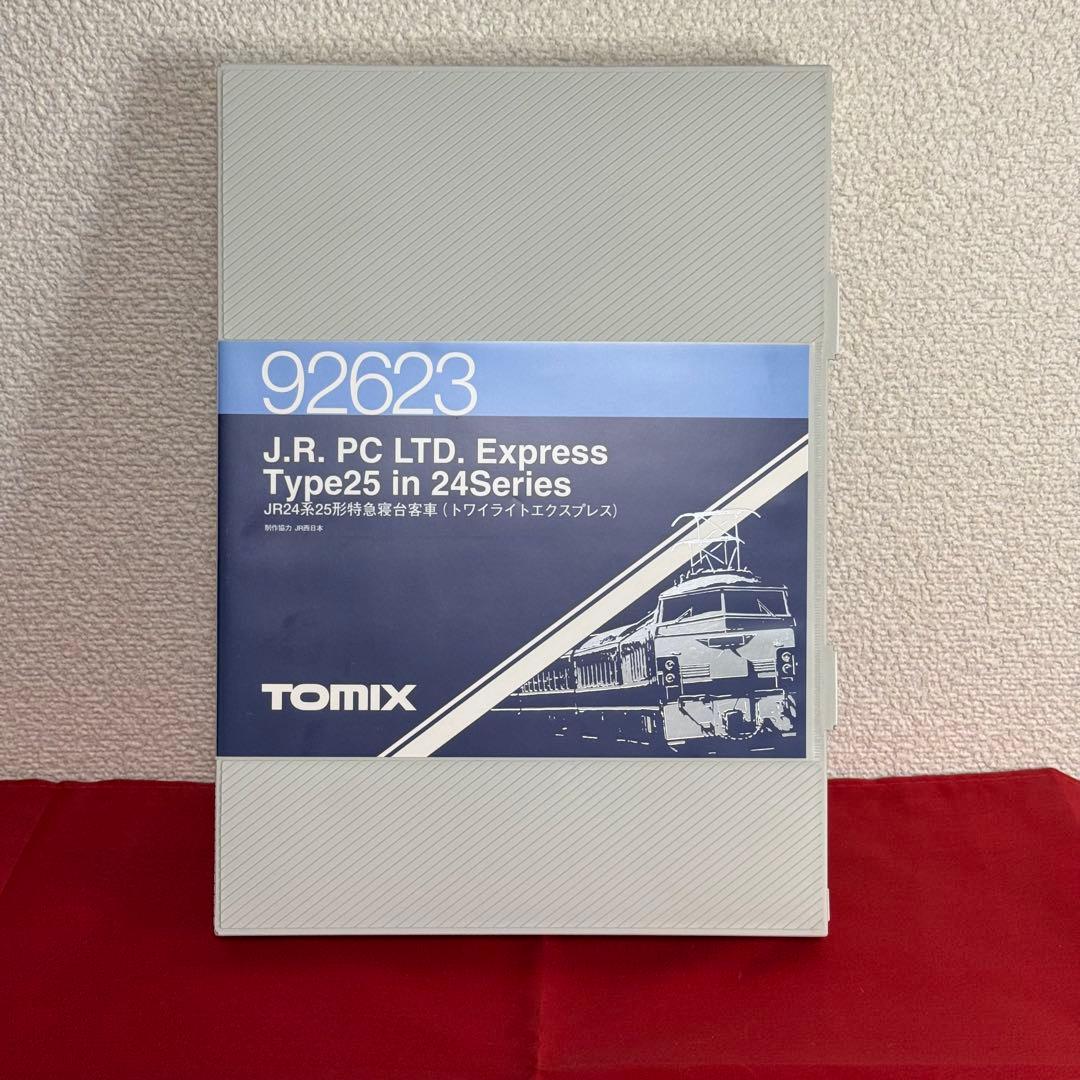 92623
J.R. PC LTD. Express
Type25 in 24Series
JR24系25形特急寝台客車(トワイライトエクスプレス)
制作協力 JR西日本
TOMIX